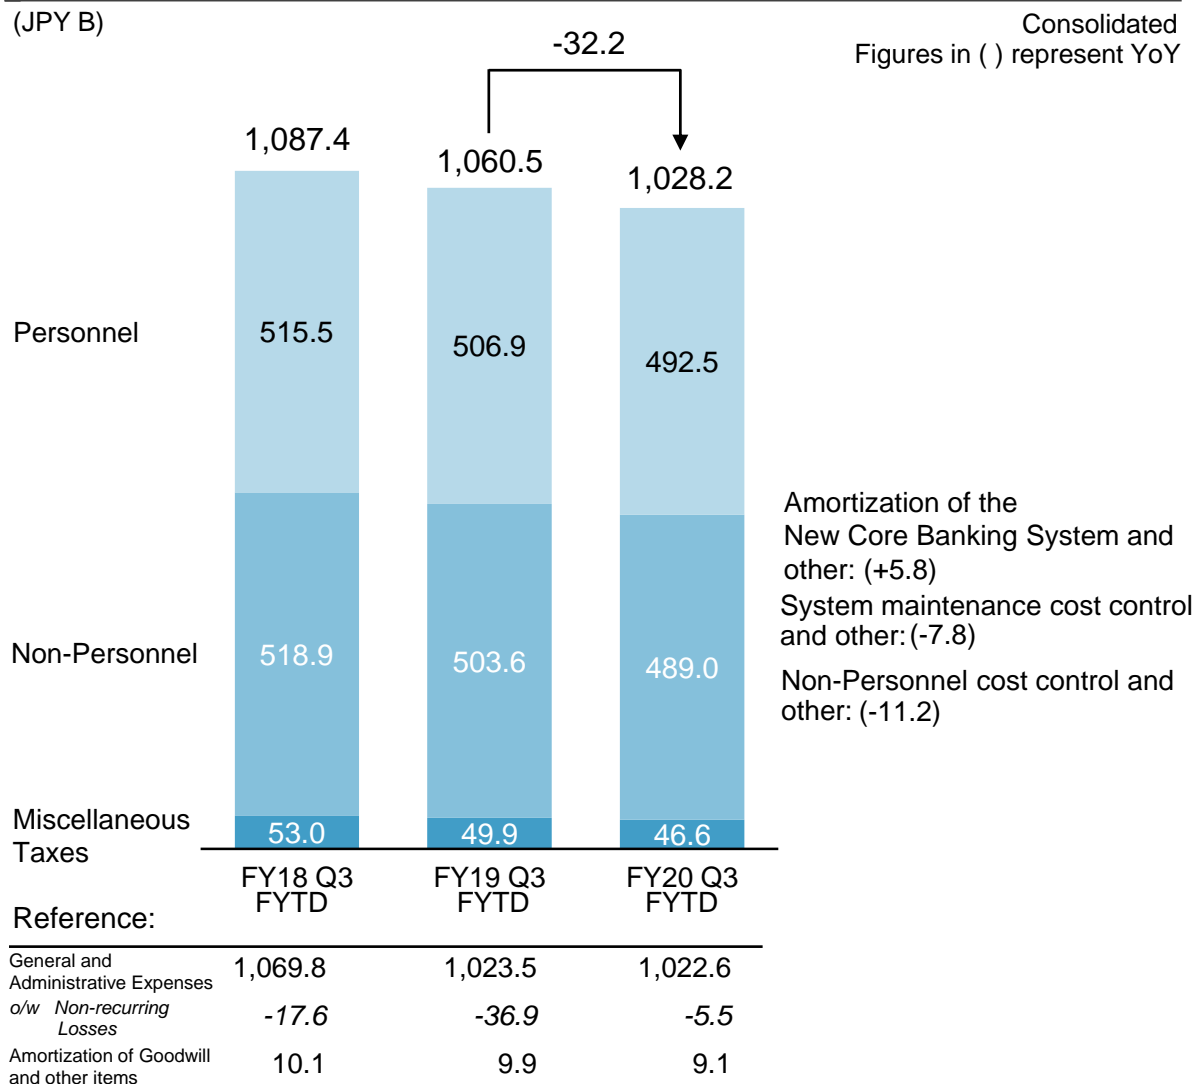 (JPY B)
Consolidated
Figures in ( ) represent YoY
-32.2
1,087.4
1,060.5
1,028.2
Personnel
515.5
506.9
492.5
Non-Personnel
518.9
503.6
489.0
Amortization of the
New Core Banking System and
other: (+5.8)
System maintenance cost control
and other: (-7.8)
Non-Personnel cost control and
other: (-11.2)
Miscellaneous
Taxes
53.0
49.9
46.6
FY18 Q3
FYTD
FY19 Q3
FYTD
FY20 Q3
FYTD
Reference:
General and
Administrative Expenses
1,069.8
1,023.5
1,022.6
o/w Non-recurring
Losses
-17.6
-36.9
-5.5
Amortization of Goodwill
and other items
10.1
9.9
9.1